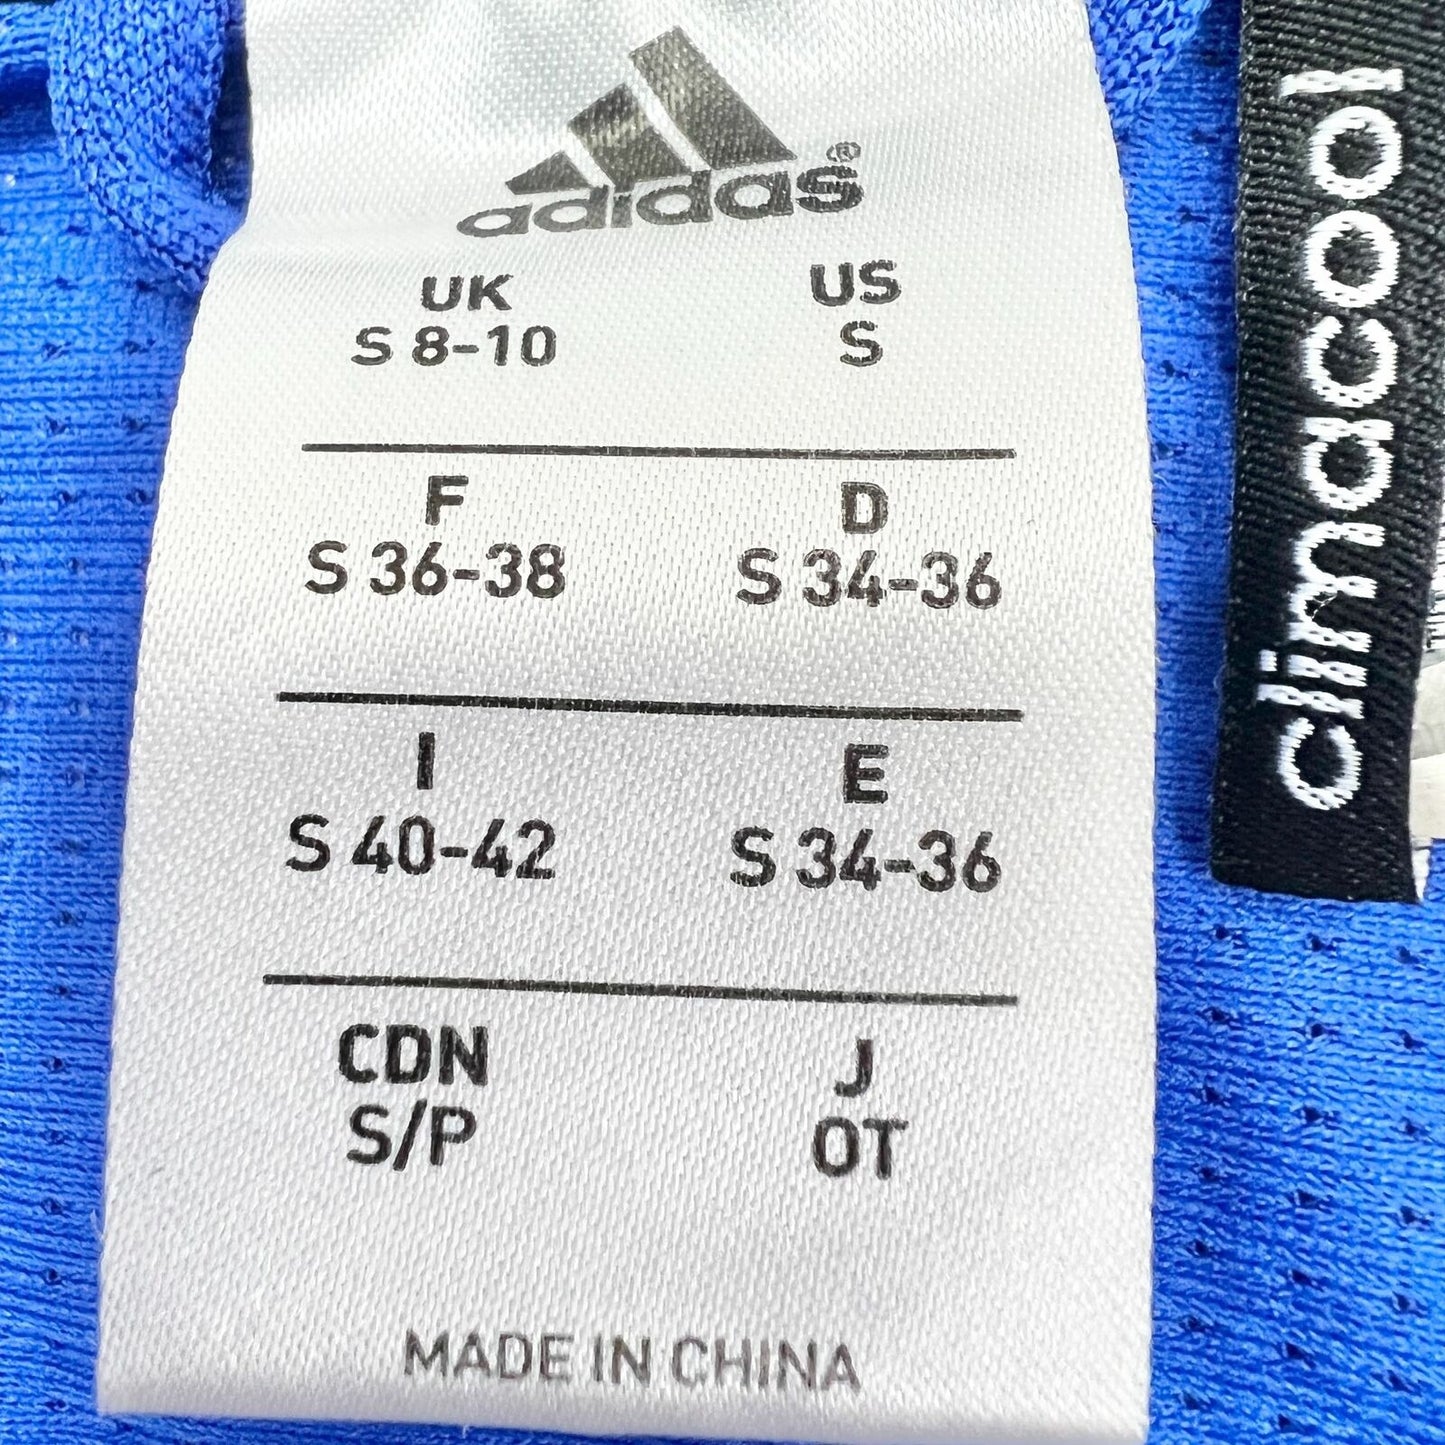 adidas®
UK US
S 8-10 S
F D
S 36-38 S 34-36
I E
S 40-42 S 34-36
CDN J
S/P OT
MADE IN CHINA
climacool